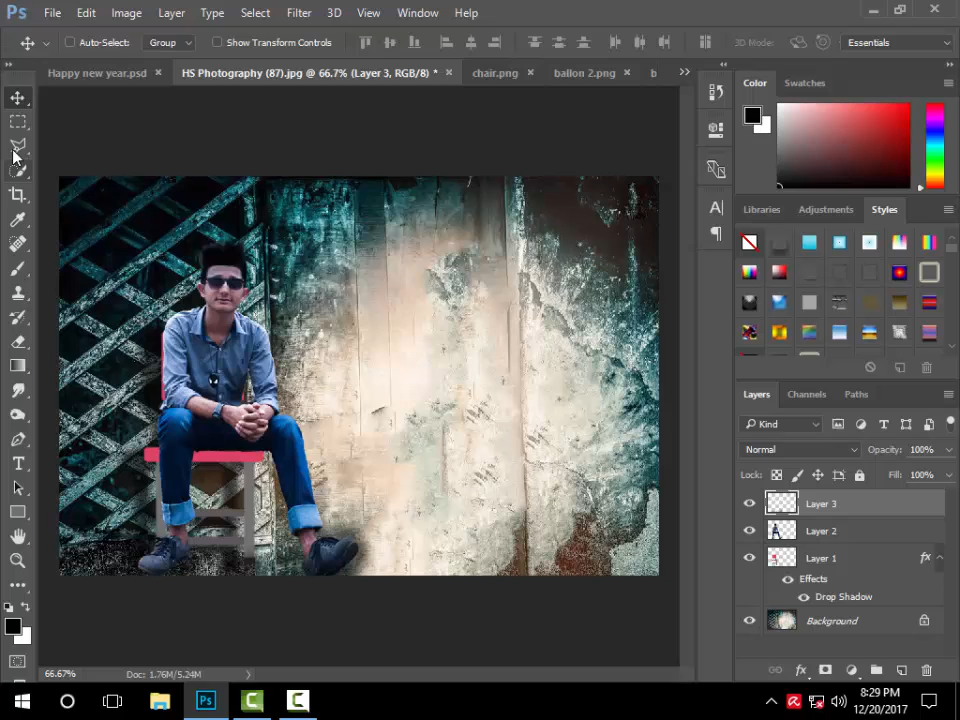 Ps File Edit Image Layer Type Select Filter 3D View Window Help
Auto-Select: Group Show Transform Controls 3D Mode: Essentials
Happy new year.psd × HS Photography (87).jpg @ 66.7% (Layer 3, RGB/8) * × chair.png × ballon 2.png × b
Color Swatches
Libraries Adjustments Styles
Layers Channels Paths
Kind
Normal Opacity: 100%
Lock: Fill: 100%
Layer 3
Layer 2
Layer 1 fx
Effects
Drop Shadow
Background
66.67% Doc: 1.76M/5.24M
fx
Ps 8:29 PM
12/20/2017